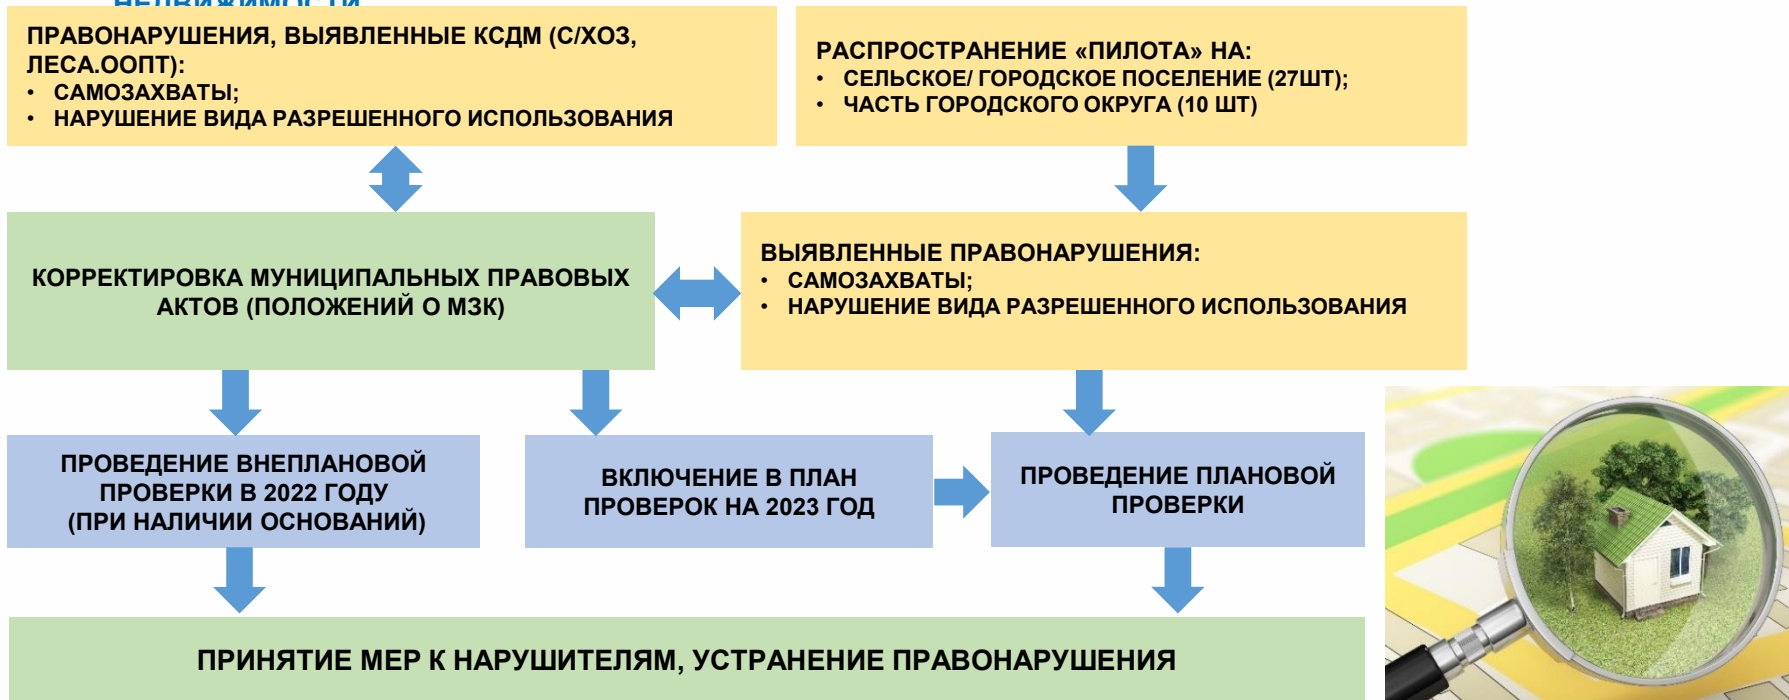 НЕДВИЖИМОСТИ
ПРАВОНАРУШЕНИЯ, ВЫЯВЛЕННЫЕ КСДМ (С/ХОЗ,
ЛЕСА.ООПТ):
• САМОЗАХВАТЫ;
• НАРУШЕНИЕ ВИДА РАЗРЕШЕННОГО ИСПОЛЬЗОВАНИЯ
РАСПРОСТРАНЕНИЕ «ПИЛОТА» НА:
• СЕЛЬСКОЕ/ ГОРОДСКОЕ ПОСЕЛЕНИЕ (27ШТ);
• ЧАСТЬ ГОРОДСКОГО ОКРУГА (10 ШТ)
КОРРЕКТИРОВКА МУНИЦИПАЛЬНЫХ ПРАВОВЫХ
АКТОВ (ПОЛОЖЕНИЙ О МЗК)
ВЫЯВЛЕННЫЕ ПРАВОНАРУШЕНИЯ:
• САМОЗАХВАТЫ;
• НАРУШЕНИЕ ВИДА РАЗРЕШЕННОГО ИСПОЛЬЗОВАНИЯ
ПРОВЕДЕНИЕ ВНЕПЛАНОВОЙ
ПРОВЕРКИ В 2022 ГОДУ
(ПРИ НАЛИЧИИ ОСНОВАНИЙ)
ВКЛЮЧЕНИЕ В ПЛАН
ПРОВЕРОК НА 2023 ГОД
ПРОВЕДЕНИЕ ПЛАНОВОЙ
ПРОВЕРКИ
ПРИНЯТИЕ МЕР К НАРУШИТЕЛЯМ, УСТРАНЕНИЕ ПРАВОНАРУШЕНИЯ